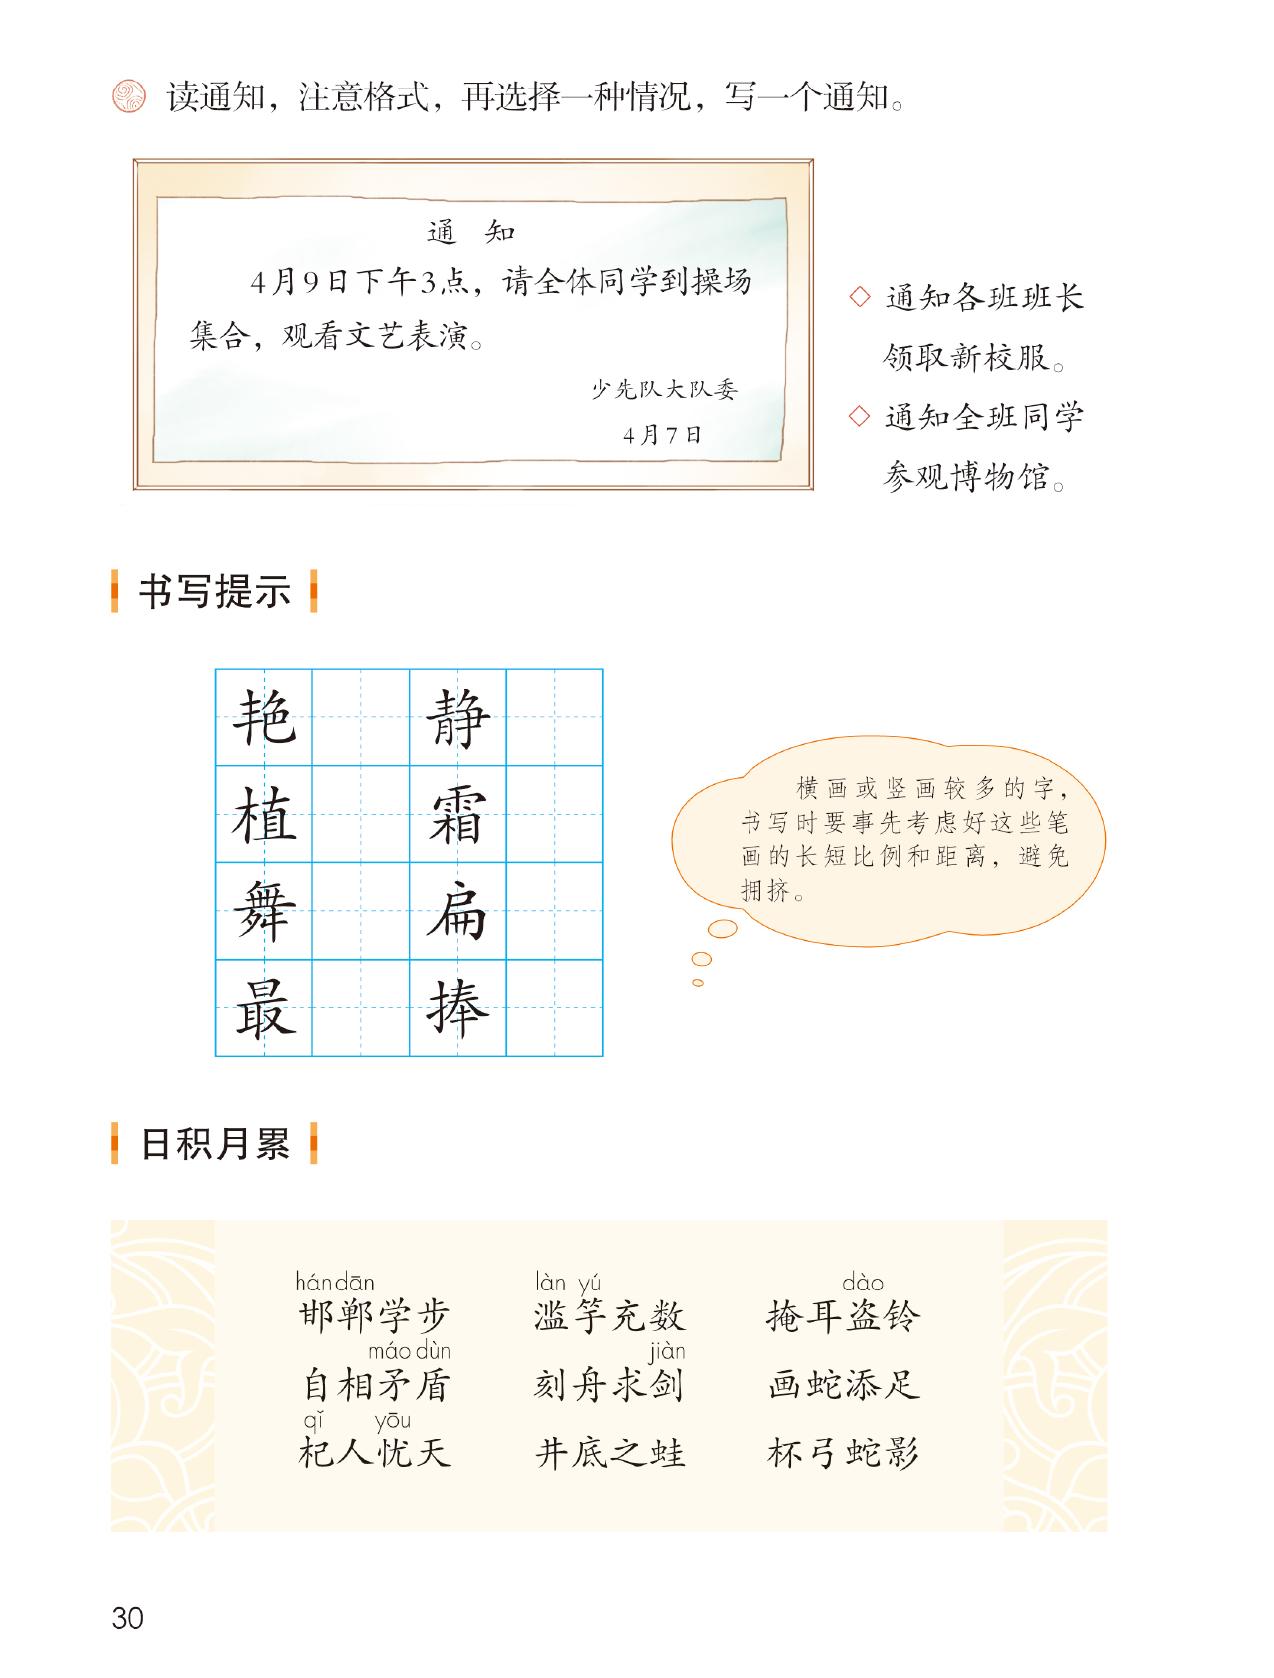 读通知，注意格式，再选择一种情况，写一个通知。
通 知
4月9日下午3点，请全体同学到操场
集合，观看文艺表演。
少先队大队委
4月7日
◇ 通知各班班长
领取新校服。
◇ 通知全班同学
参观博物馆。
书写提示
艳 静
植 霜
舞 扁
最 捧
横画或竖画较多的字，
书写时要事先考虑好这些笔
画的长短比例和距离，避免
拥挤。
日积月累
hándān làn yú dào
邯郸学步 滥竽充数 掩耳盗铃
máo dùn jiàn
自相矛盾 刻舟求剑 画蛇添足
qǐ yōu
杞人忧天 井底之蛙 杯弓蛇影
30